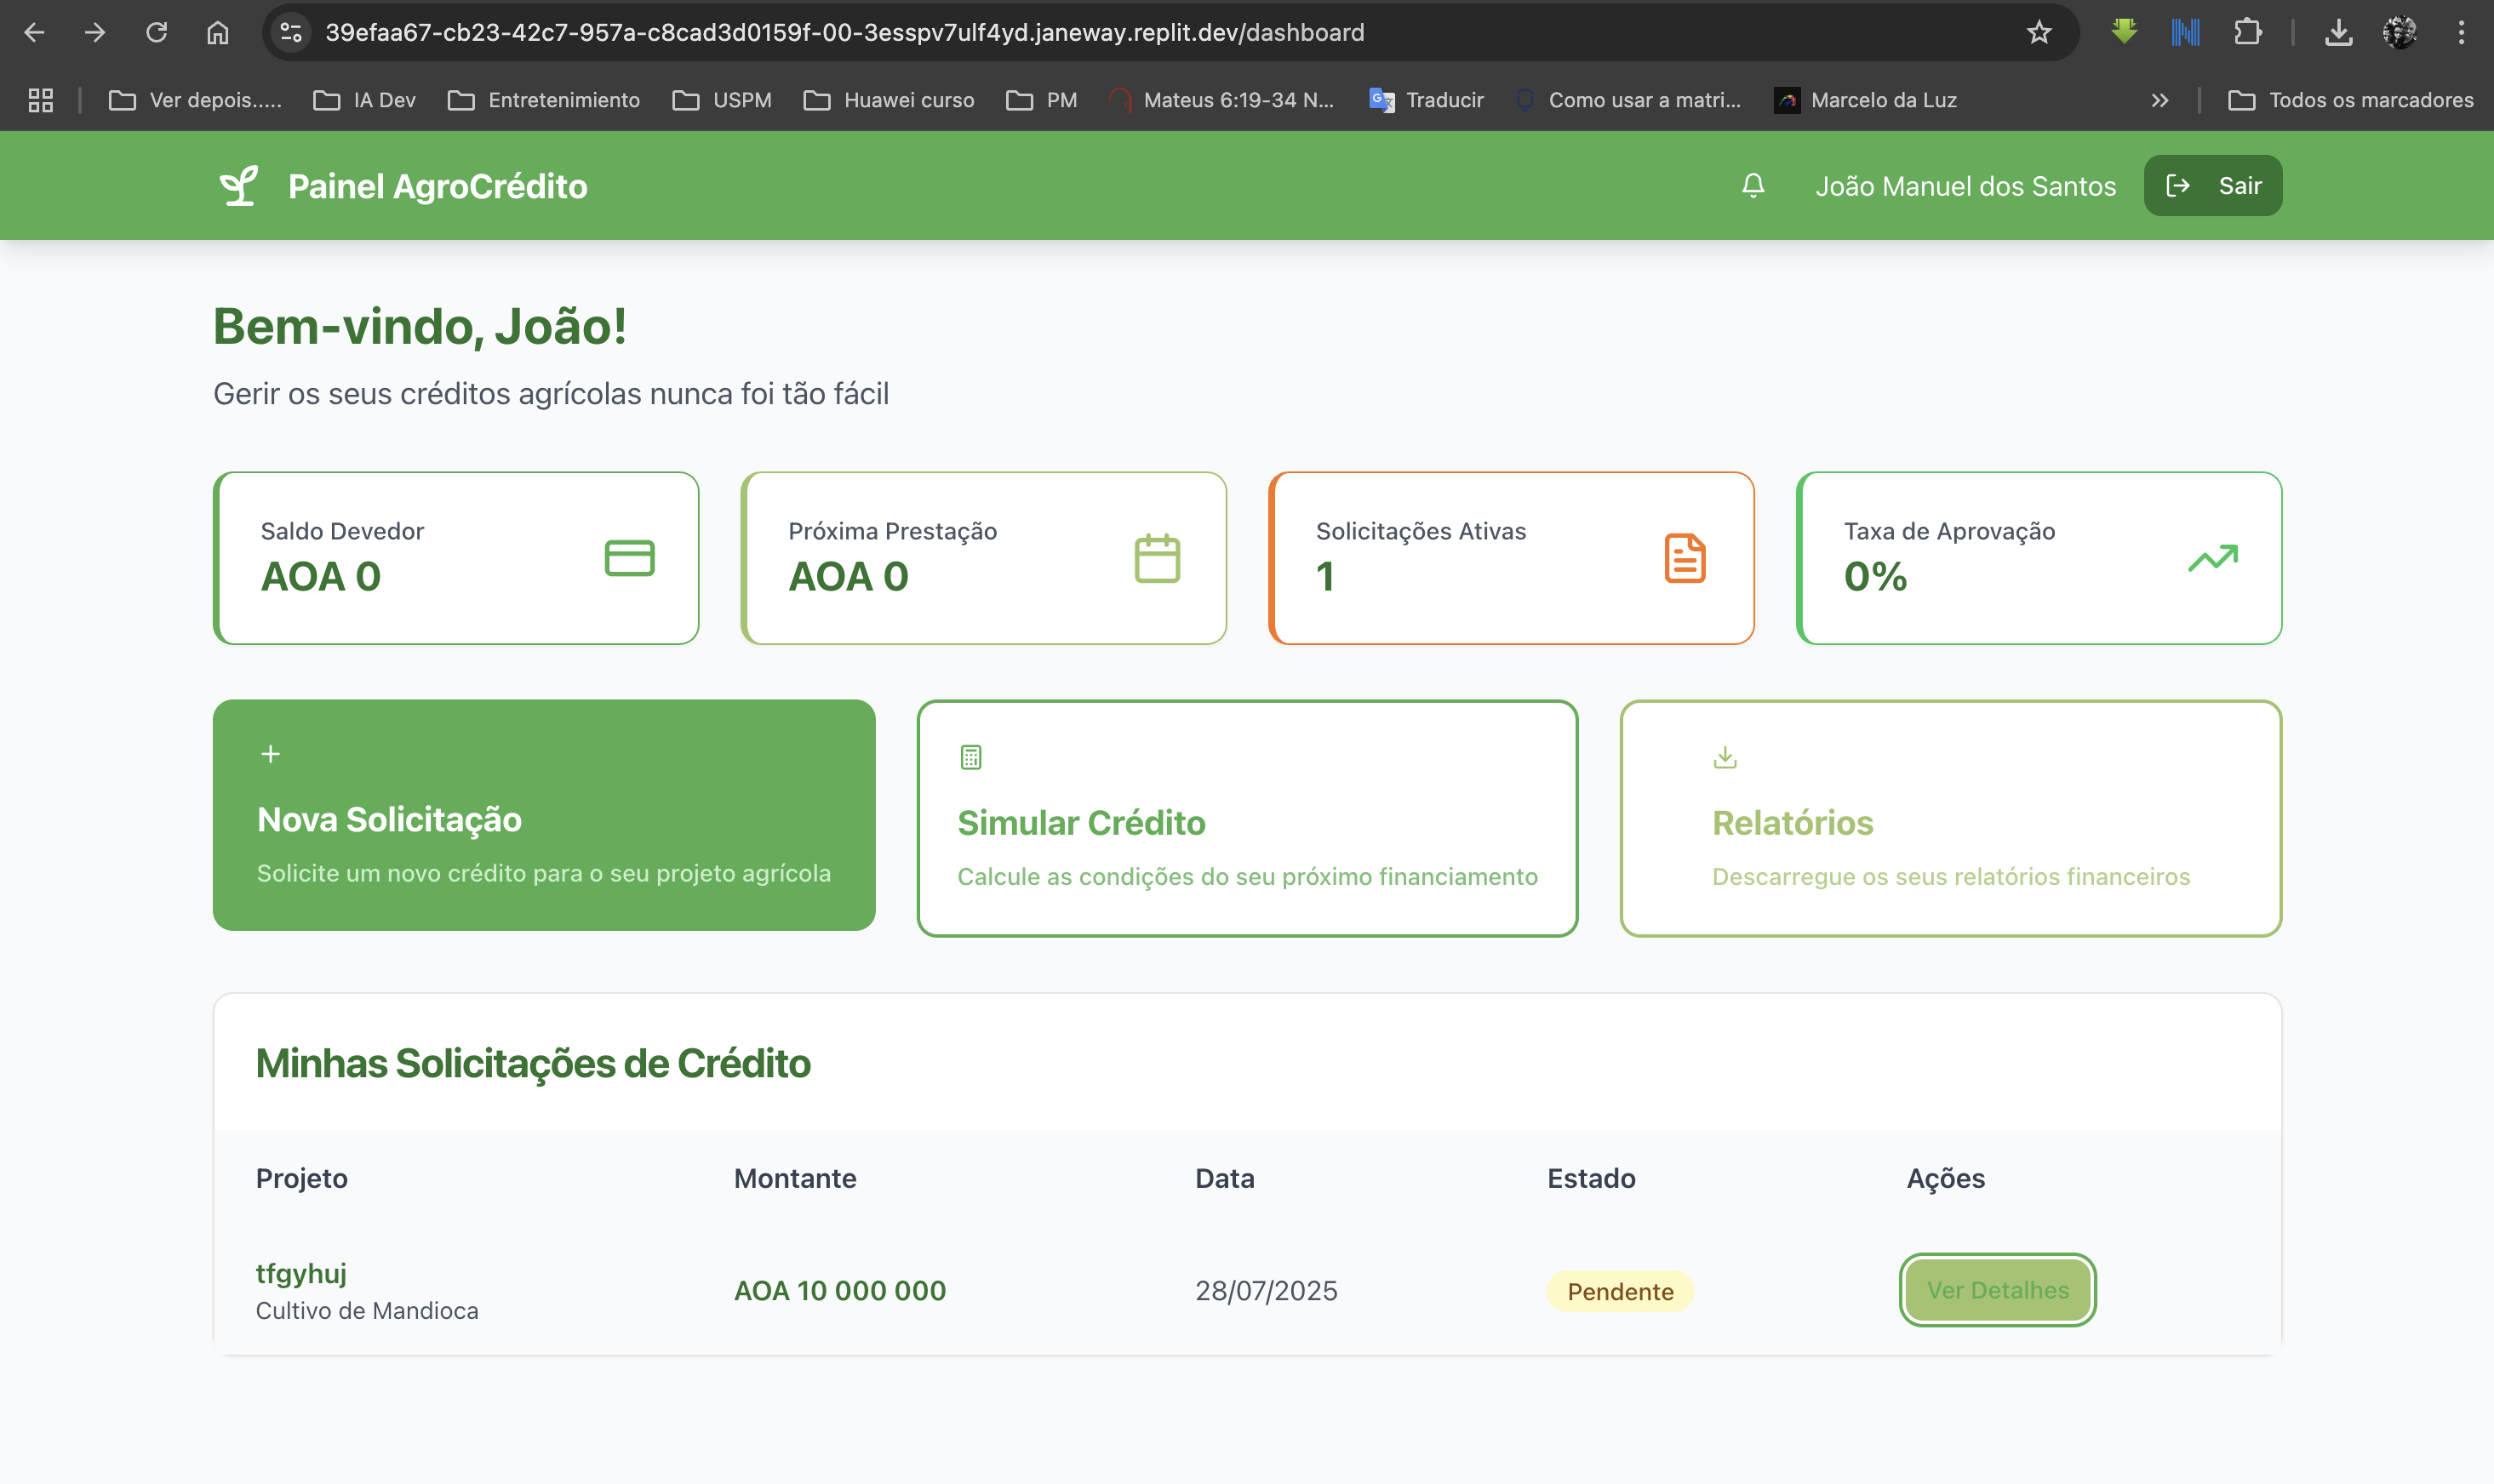 39efaa67-cb23-42c7-957a-c8cad3d0159f-00-3esspv7ulf4yd.janeway.replit.dev/dashboard
Ver depois..... IA Dev Entretenimiento USPM Huawei curso PM Mateus 6:19-34 N... Traducir Como usar a matri... Marcelo da Luz Todos os marcadores
Painel AgroCrédito João Manuel dos Santos Sair
Bem-vindo, João!
Gerir os seus créditos agrícolas nunca foi tão fácil
Saldo Devedor
AOA 0
Próxima Prestação
AOA 0
Solicitações Ativas
1
Taxa de Aprovação
0%
Nova Solicitação
Solicite um novo crédito para o seu projeto agrícola
Simular Crédito
Calcule as condições do seu próximo financiamento
Relatórios
Descarregue os seus relatórios financeiros
Minhas Solicitações de Crédito
Projeto Montante Data Estado Ações
tfgyhuj
Cultivo de Mandioca
AOA 10 000 000 28/07/2025 Pendente Ver Detalhes